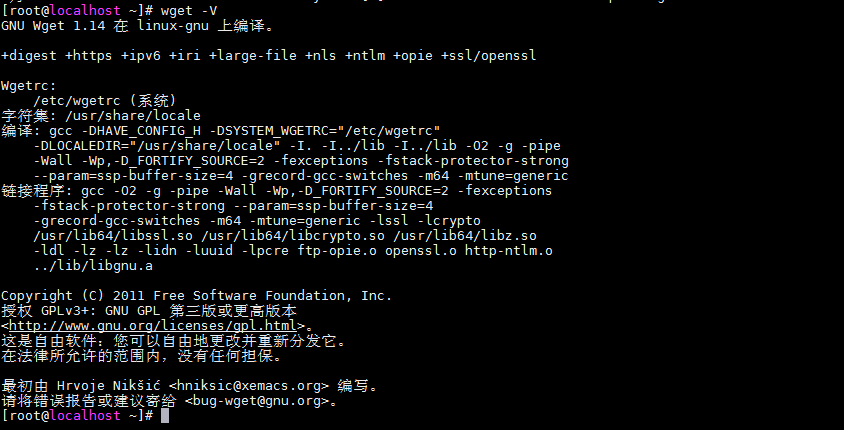 [root@localhost ~]# wget -V
GNU Wget 1.14 在 linux-gnu 上编译。
+digest +https +ipv6 +iri +large-file +nls +ntlm +opie +ssl/openssl
Wgetrc:
/etc/wgetrc (系统)
字符集: /usr/share/locale
编译: gcc -DHAVE_CONFIG_H -DSYSTEM_WGETRC="/etc/wgetrc"
-DLOCALEDIR="/usr/share/locale" -I. -I../lib -I../lib -O2 -g -pipe
-Wall -Wp,-D_FORTIFY_SOURCE=2 -fexceptions -fstack-protector-strong
--param=ssp-buffer-size=4 -grecord-gcc-switches -m64 -mtune=generic
链接程序: gcc -O2 -g -pipe -Wall -Wp,-D_FORTIFY_SOURCE=2 -fexceptions
-fstack-protector-strong --param=ssp-buffer-size=4
-grecord-gcc-switches -m64 -mtune=generic -lssl -lcrypto
/usr/lib64/libssl.so /usr/lib64/libcrypto.so /usr/lib64/libz.so
-ldl -lz -lz -lidn -luuid -lpcre ftp-opie.o openssl.o http-ntlm.o
../lib/libgnu.a
Copyright (C) 2011 Free Software Foundation, Inc.
授权 GPLv3+: GNU GPL 第三版或更高版本
<http://www.gnu.org/licenses/gpl.html>。
这是自由软件：您可以自由地更改并重新分发它。
在法律所允许的范围内，没有任何担保。
最初由 Hrvoje Nikšić <hniksic@xemacs.org> 编写。
请将错误报告或建议寄给 <bug-wget@gnu.org>。
[root@localhost ~]#